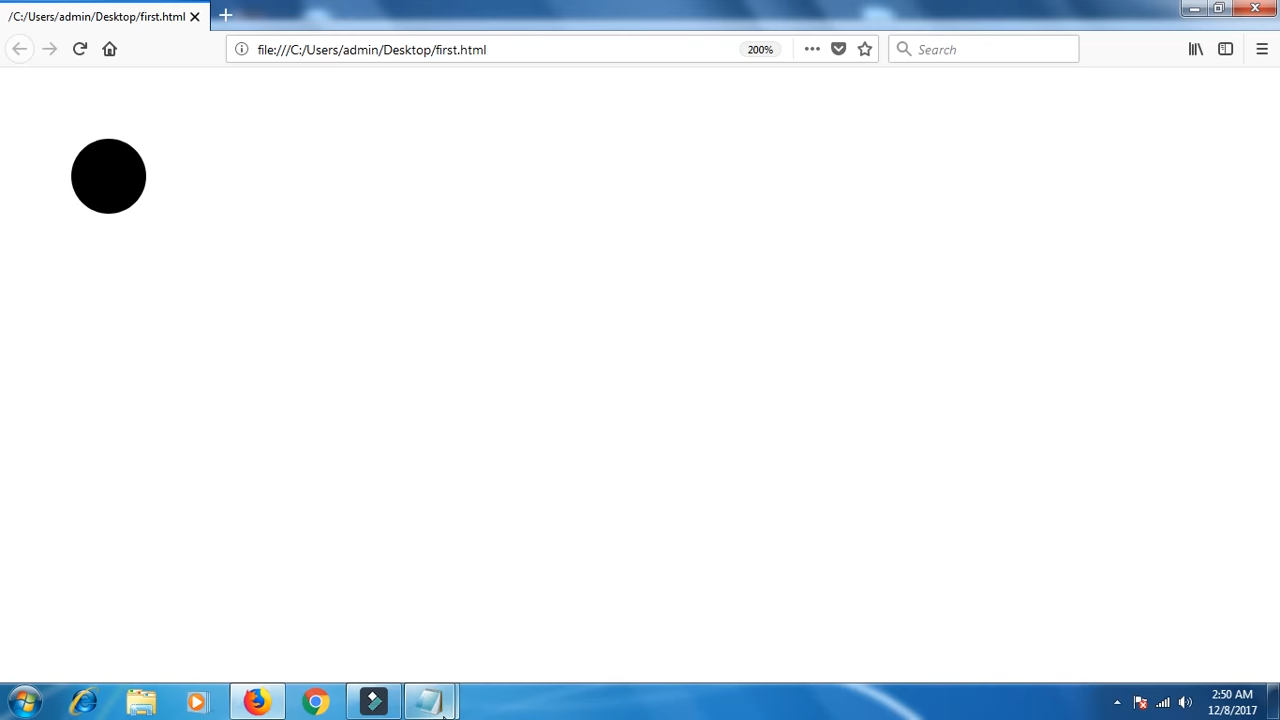 /C:/Users/admin/Desktop/first.html
file:///C:/Users/admin/Desktop/first.html
200%
Search
2:50 AM
12/8/2017